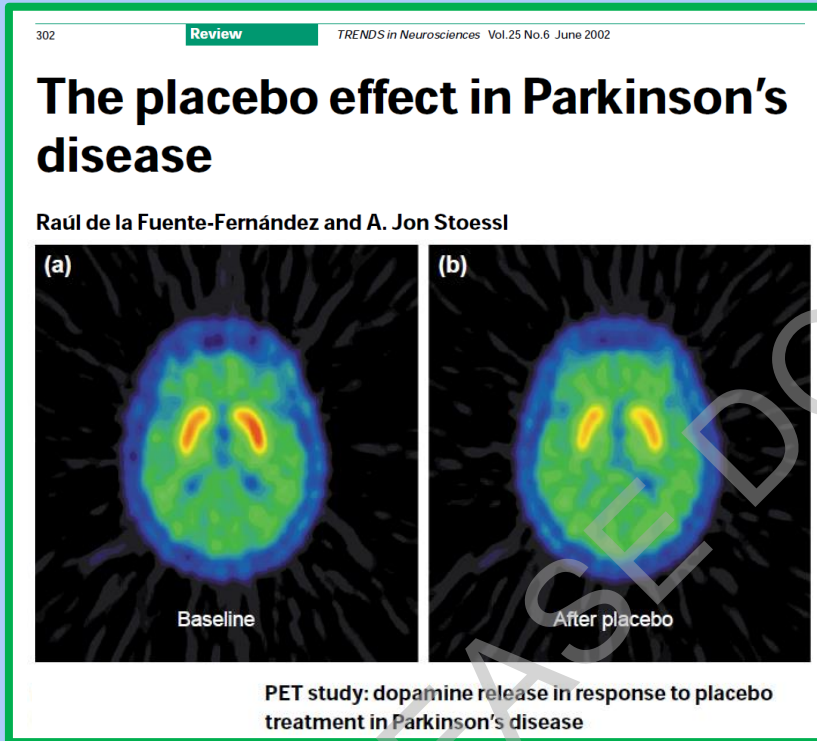 302 Review TRENDS in Neurosciences Vol.25 No.6 June 2002
The placebo effect in Parkinson's
disease
Raúl de la Fuente-Fernández and A. Jon Stoessl
(a) (b)
Baseline After placebo
PET study: dopamine release in response to placebo
treatment in Parkinson's disease